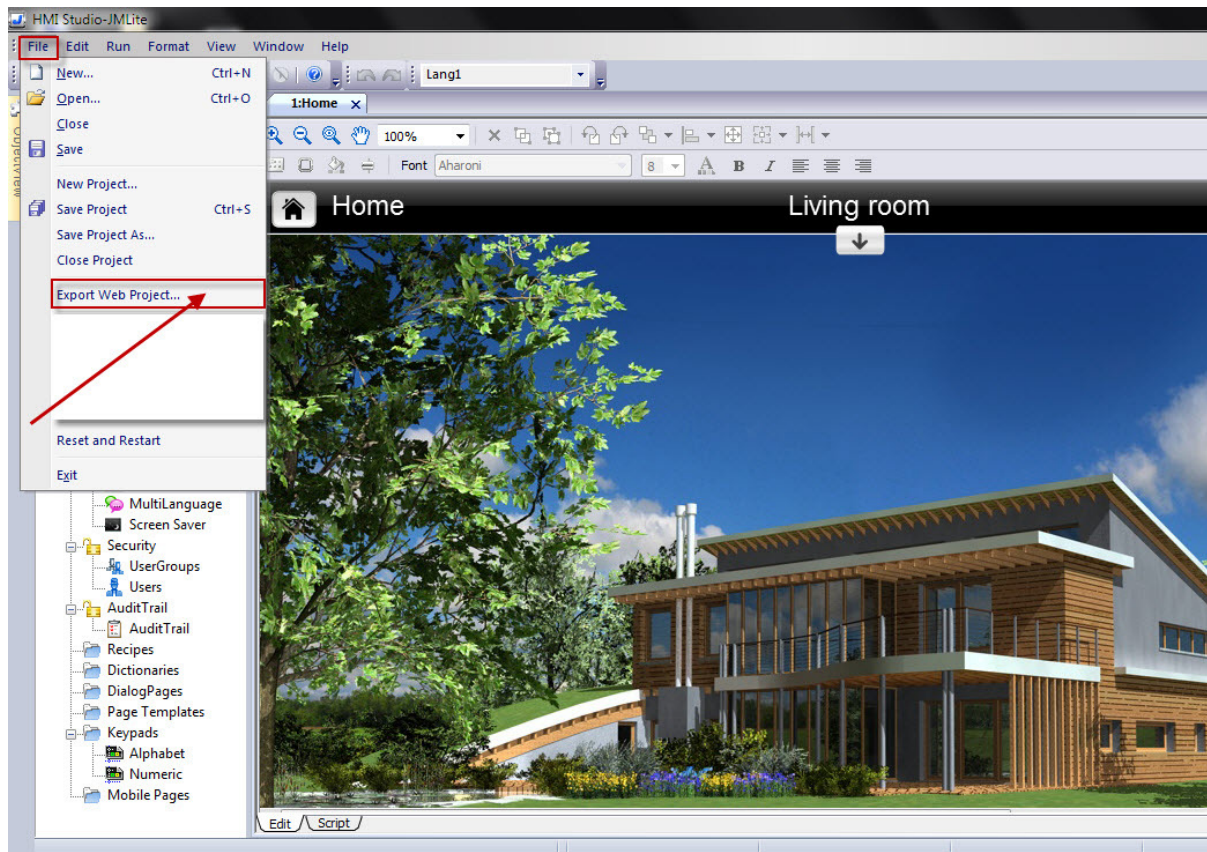 HMI Studio-JMLite
File Edit Run Format View Window Help
New... Ctrl+N
Open... Ctrl+O
Close
Save
New Project...
Save Project Ctrl+S
Save Project As...
Close Project
Export Web Project...
Reset and Restart
Exit
Lang1
1:Home x
100%
Font Aharoni 8 A B I
Home Living room
MultiLanguage
Screen Saver
Security
UserGroups
Users
AuditTrail
AuditTrail
Recipes
Dictionaries
DialogPages
Page Templates
Keypads
Alphabet
Numeric
Mobile Pages
Edit Script